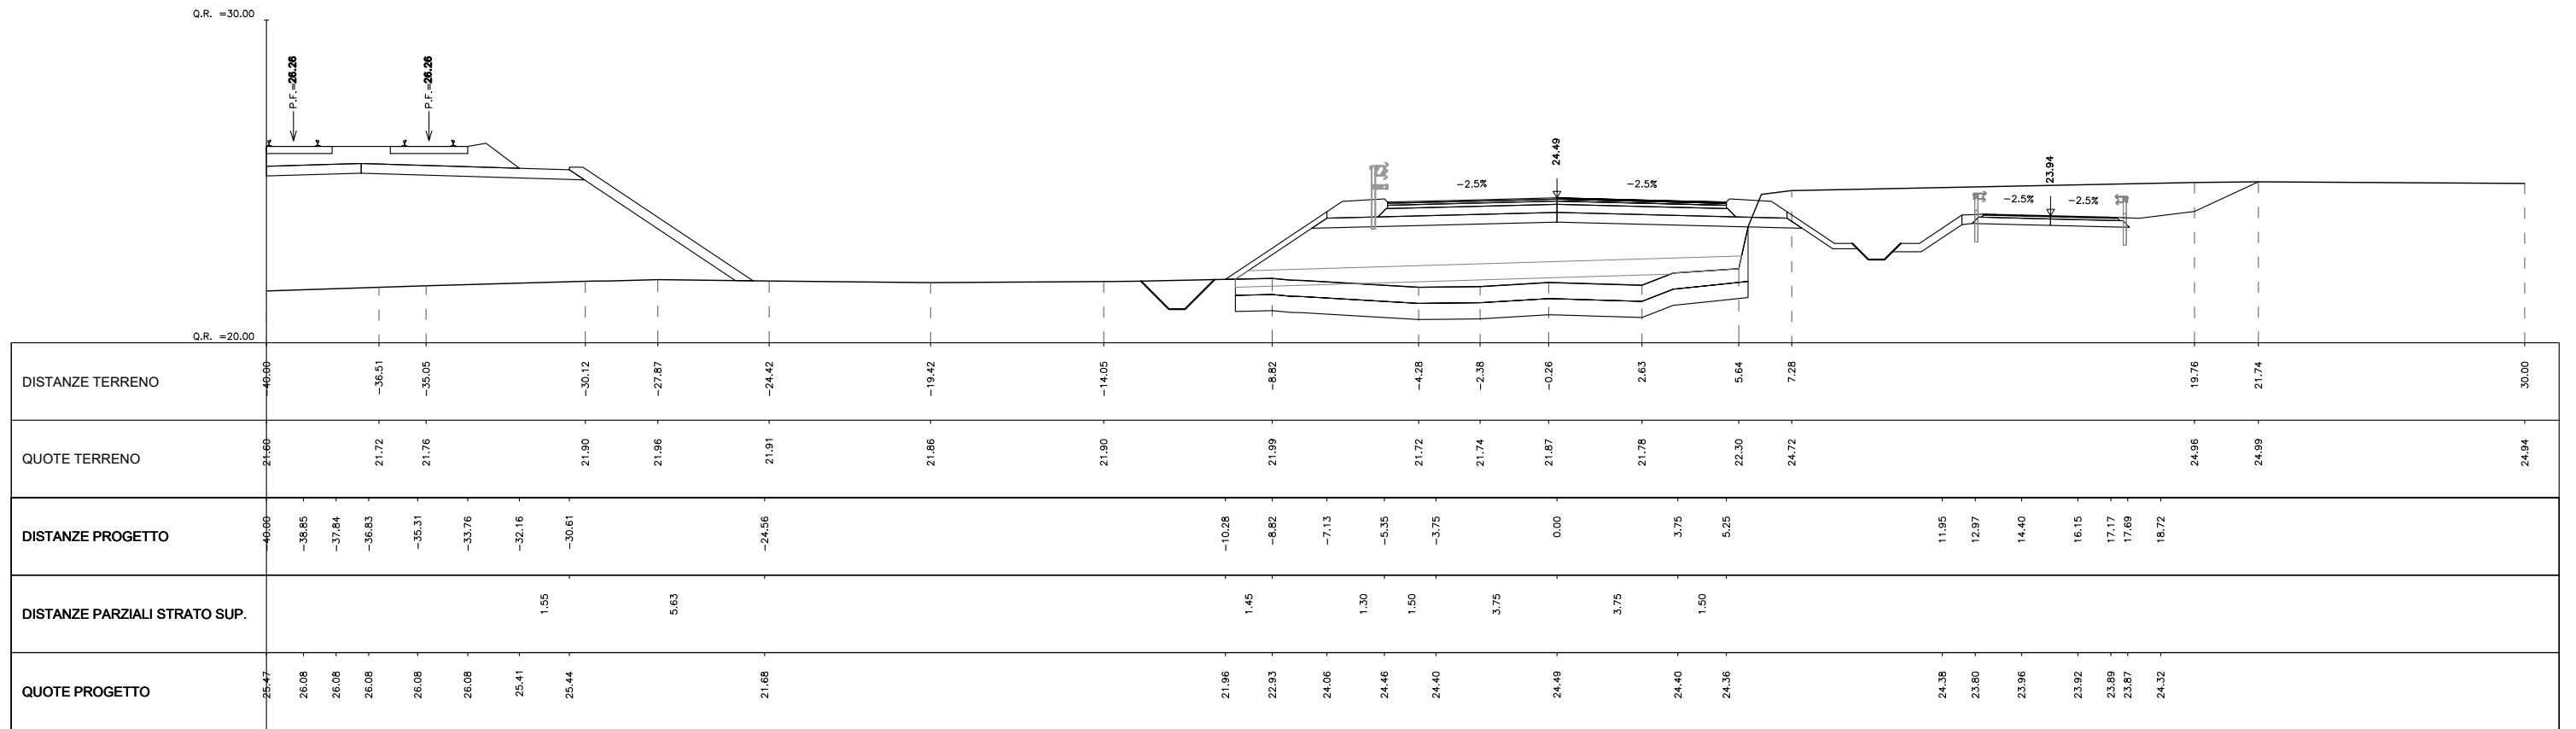 Q.R. =30.00
P.F.=26.26
P.F.=26.26
24.49
23.94
-2.5%
-2.5%
-2.5%
-2.5%
Q.R. =20.00
DISTANZE TERRENO -40.00 -36.51 -35.05 -30.12 -27.87 -24.42 -19.42 -14.05 -8.82 -4.28 -2.38 -0.26 2.63 5.64 7.28 19.76 21.74 30.00
QUOTE TERRENO 21.60 21.72 21.76 21.90 21.96 21.91 21.86 21.90 21.99 21.72 21.74 21.87 21.78 22.30 24.72 24.96 24.99 24.94
DISTANZE PROGETTO -40.00 -38.85 -37.84 -36.83 -35.31 -33.76 -32.16 -30.61 -24.56 -10.28 -8.82 -7.13 -5.35 -3.75 0.00 3.75 5.25 11.95 12.97 14.40 16.15 17.17 17.69 18.72
DISTANZE PARZIALI STRATO SUP. 1.55 5.63 1.45 1.30 1.50 3.75 3.75 1.50
QUOTE PROGETTO 25.47 26.08 26.08 26.08 26.08 26.08 25.41 25.44 21.68 21.96 22.93 24.06 24.46 24.40 24.49 24.40 24.36 24.38 23.80 23.96 23.92 23.89 23.87 24.32